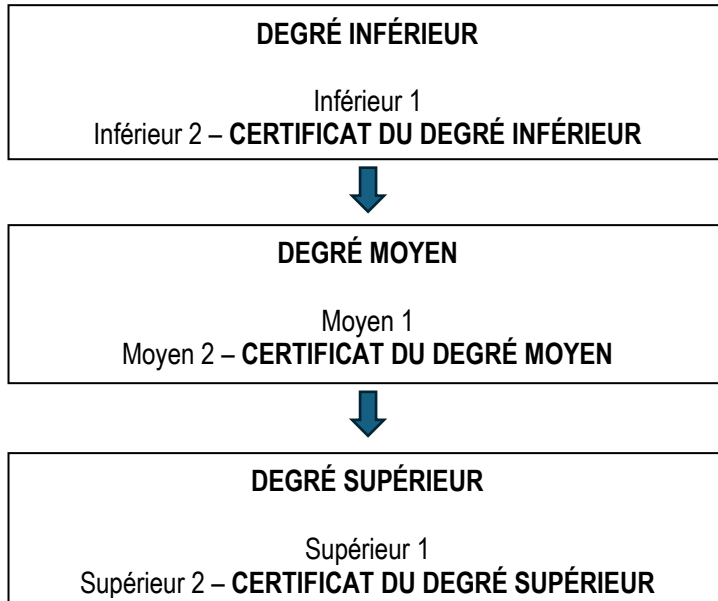 DEGRÉ INFÉRIEUR
Inférieur 1
Inférieur 2 – CERTIFICAT DU DEGRÉ INFÉRIEUR
DEGRÉ MOYEN
Moyen 1
Moyen 2 – CERTIFICAT DU DEGRÉ MOYEN
DEGRÉ SUPÉRIEUR
Supérieur 1
Supérieur 2 – CERTIFICAT DU DEGRÉ SUPÉRIEUR